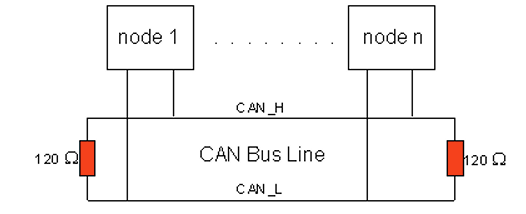 node 1 . . . . . . . . node n
CAN_H
120 Ω CAN Bus Line 120 Ω
CAN_L